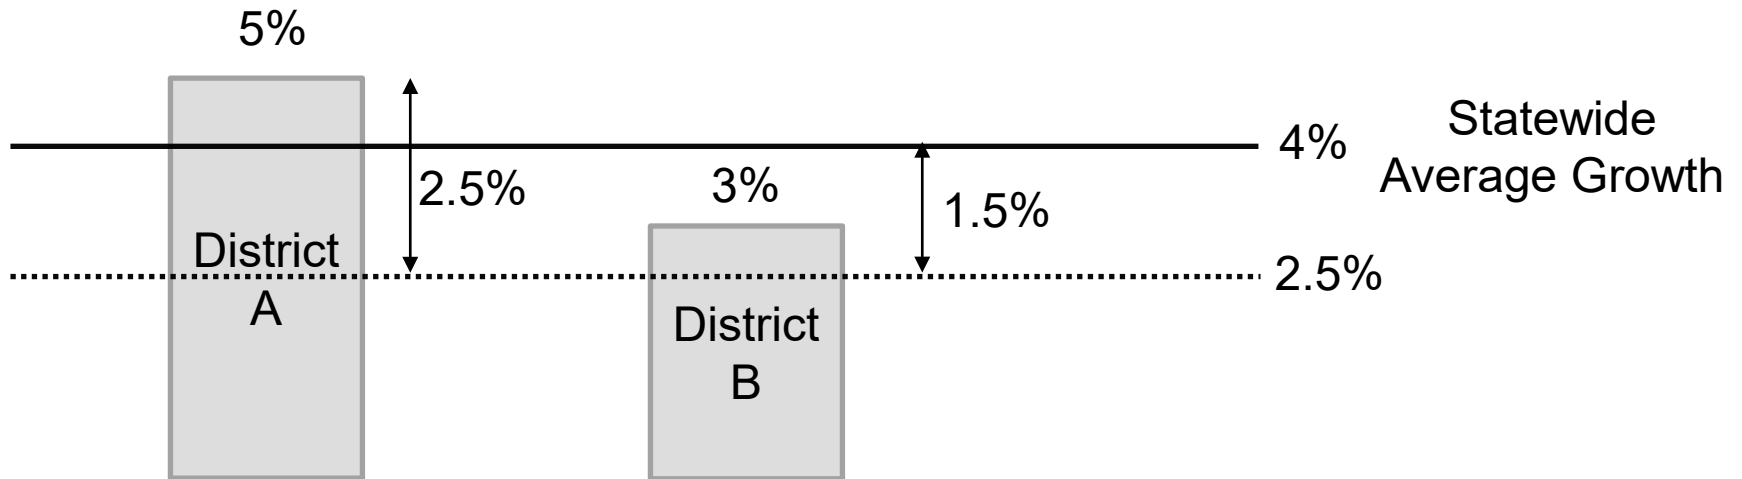 5%
Statewide
4%
Average Growth
2.5%
3%
1.5%
District
A
2.5%
District
B